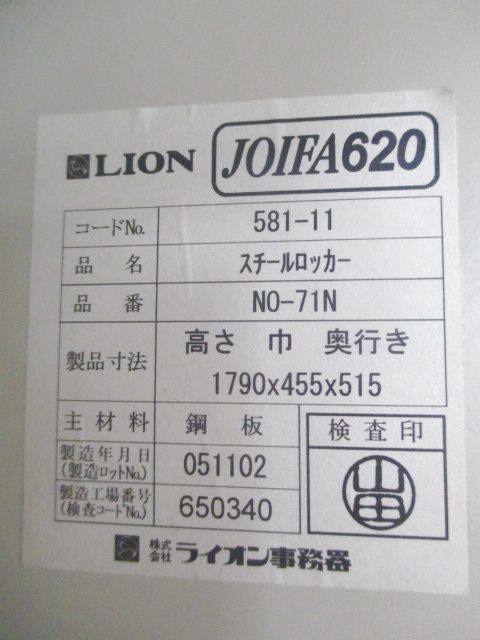 LION JOIFA620
コードNo. 581-11
品名 スチールロッカー
品番 NO-71N
製品寸法 高さ 巾 奥行き
1790x455x515
主材料 鋼板 検査印
製造年月日
(製造ロットNo.) 051102
山田
製造工場番号
(検査コードNo.) 650340
株式会社 ライオン事務器